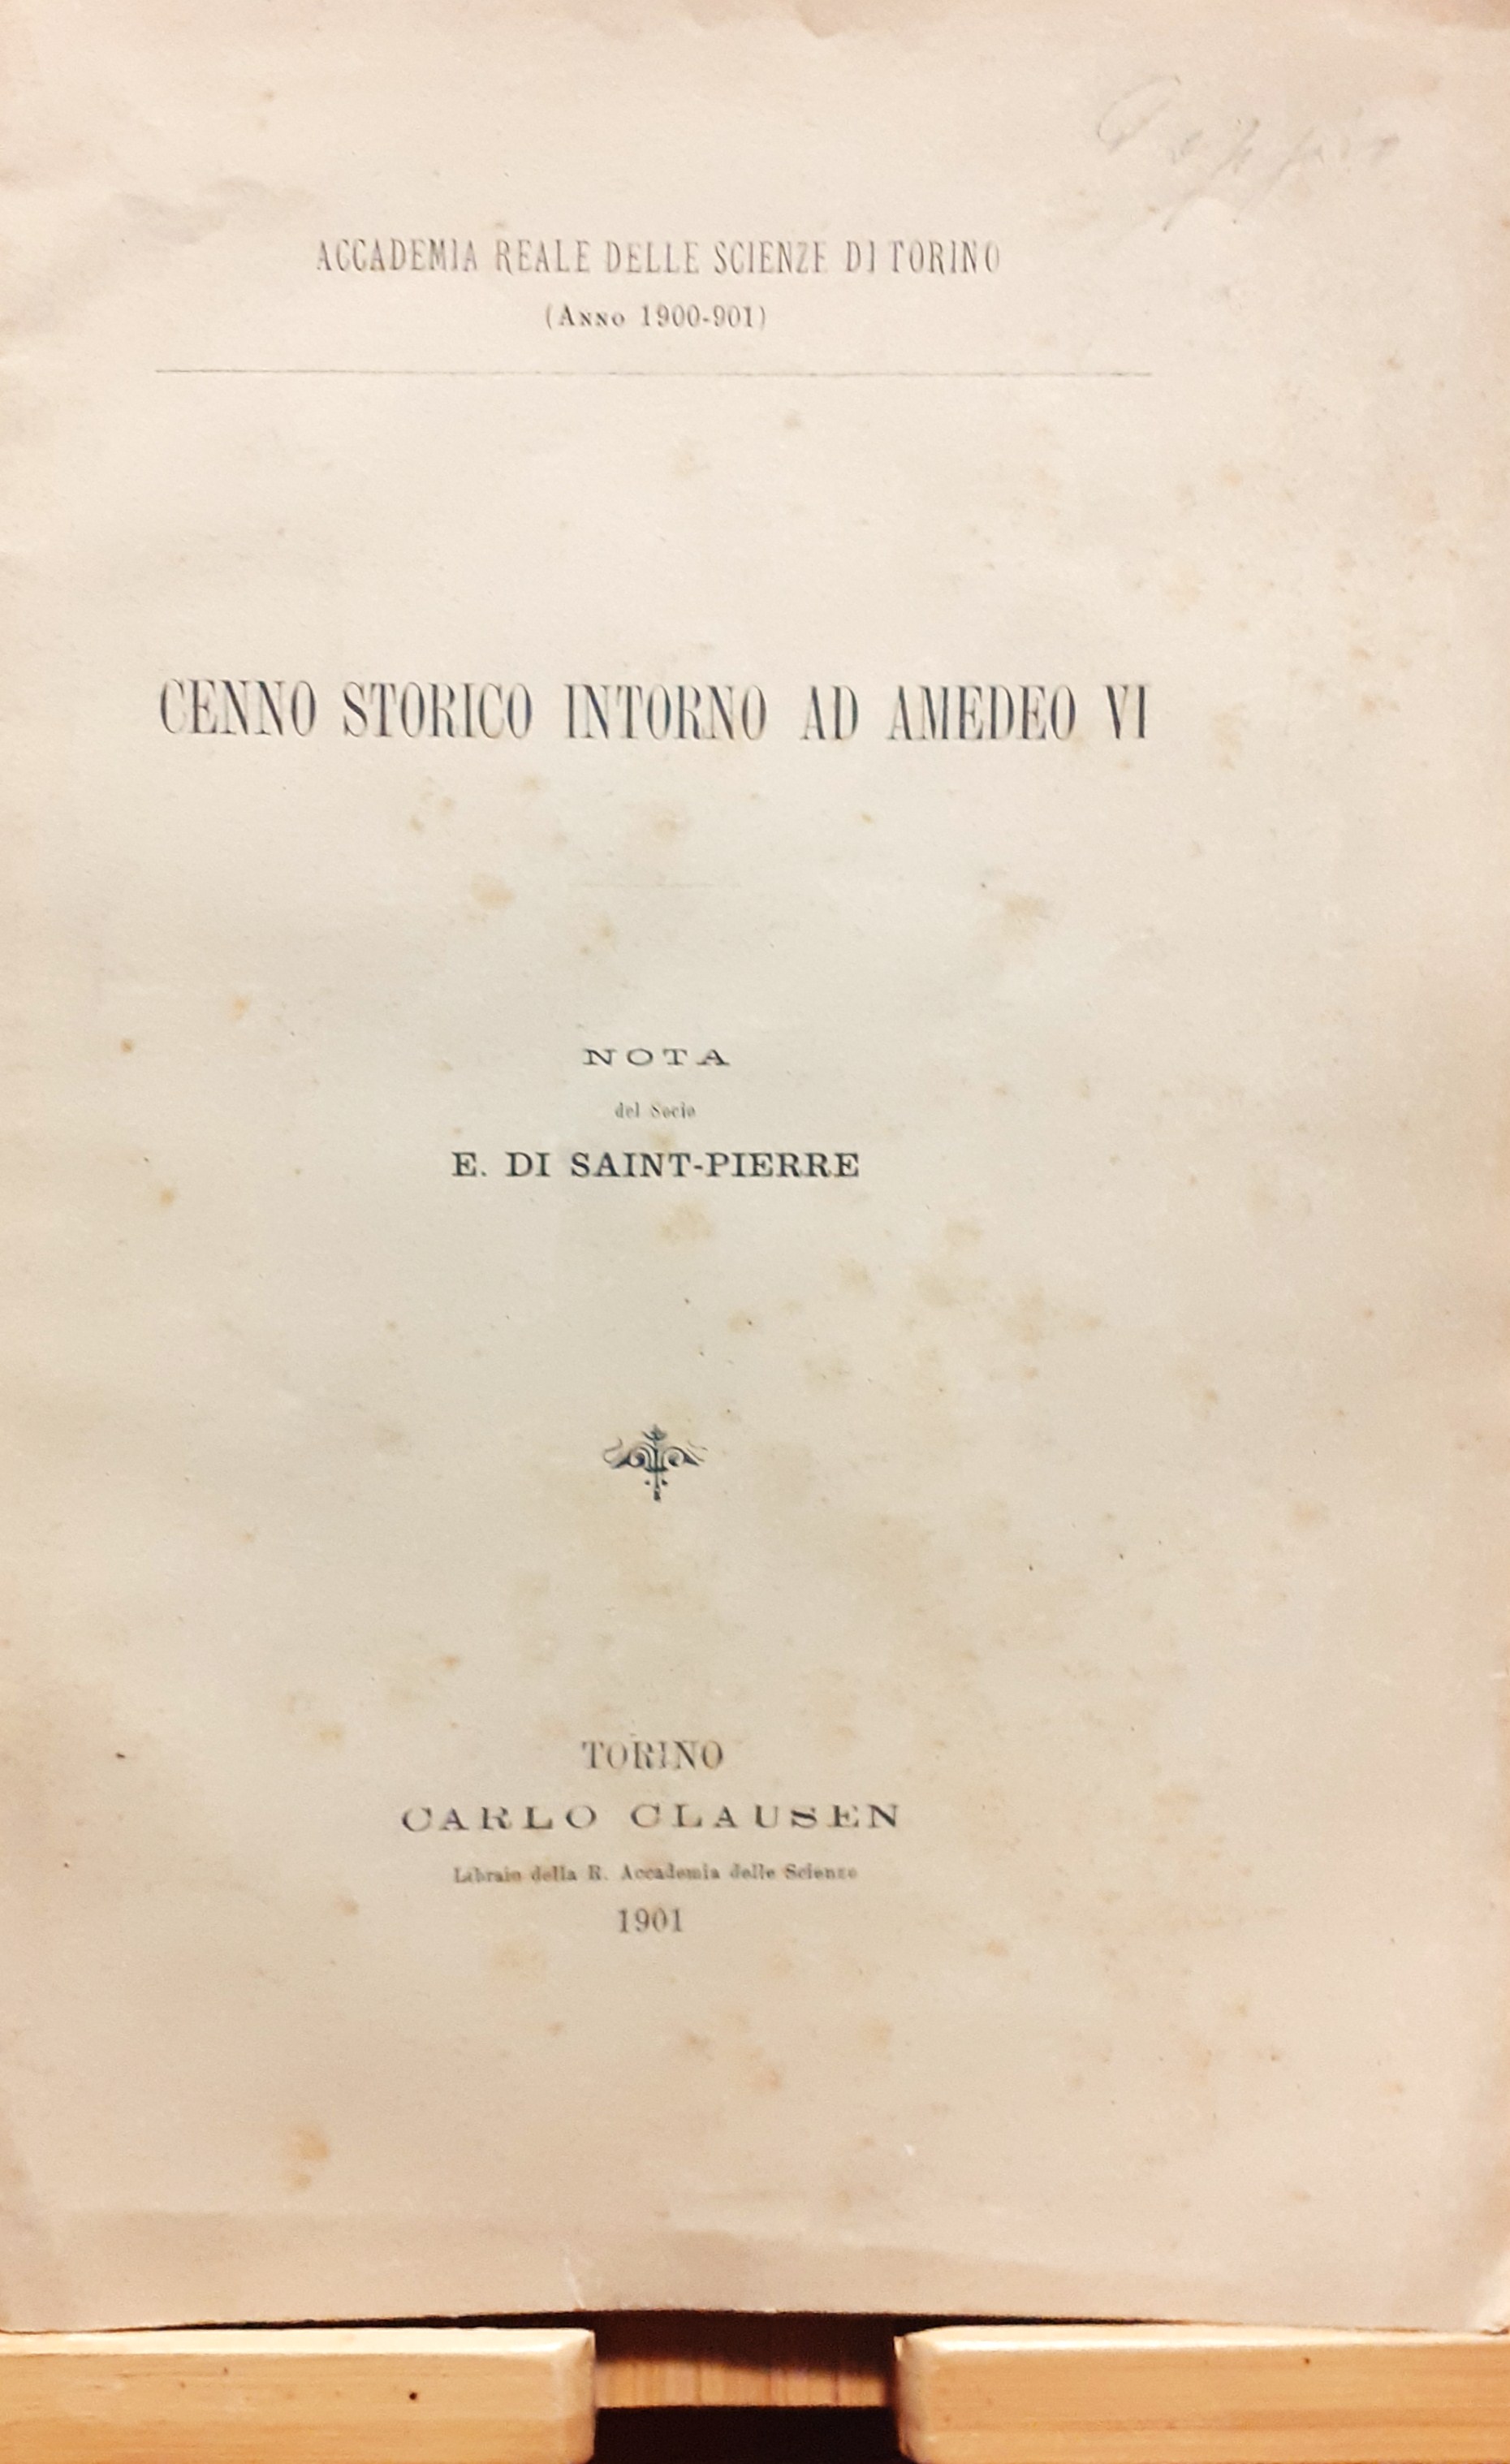 Doppio
ACCADEMIA REALE DELLE SCIENZE DI TORINO
(Anno 1900-901)
CENNO STORICO INTORNO AD AMEDEO VI
NOTA
del Socio
E. DI SAINT-PIERRE
TORINO
CARLO CLAUSEN
Libraio della R. Accademia delle Scienze
1901